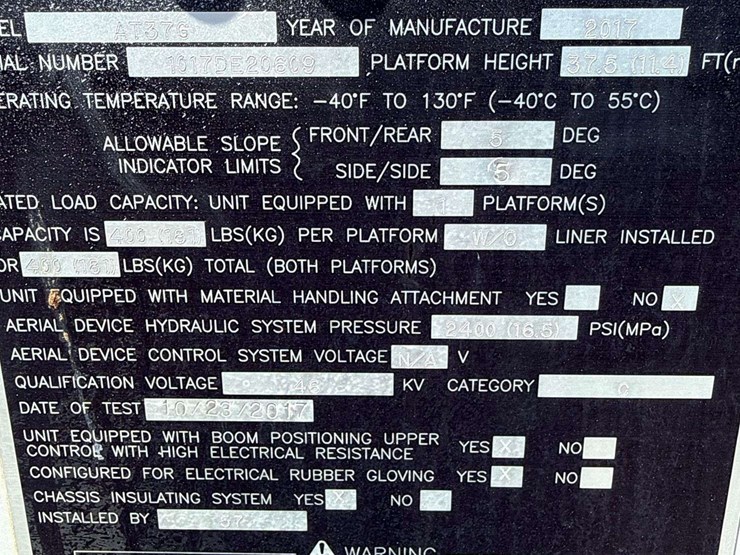 EL AT37G YEAR OF MANUFACTURE 2017
IAL NUMBER 1017DE20609 PLATFORM HEIGHT 37.5 (11.4) FT(
ERATING TEMPERATURE RANGE: -40°F TO 130°F (-40°C TO 55°C)
ALLOWABLE SLOPE INDICATOR LIMITS
FRONT/REAR 5 DEG
SIDE/SIDE 5 DEG
ATED LOAD CAPACITY: UNIT EQUIPPED WITH 1 PLATFORM(S)
APACITY IS 400 (181) LBS(KG) PER PLATFORM W/O LINER INSTALLED
OR 400 (181) LBS(KG) TOTAL (BOTH PLATFORMS)
UNIT EQUIPPED WITH MATERIAL HANDLING ATTACHMENT YES NO X
AERIAL DEVICE HYDRAULIC SYSTEM PRESSURE 2400 (16.5) PSI(MPa)
AERIAL DEVICE CONTROL SYSTEM VOLTAGE N/A V
QUALIFICATION VOLTAGE 46 KV CATEGORY C
DATE OF TEST 10/23/2017
UNIT EQUIPPED WITH BOOM POSITIONING UPPER
CONTROL WITH HIGH ELECTRICAL RESISTANCE YES X NO
CONFIGURED FOR ELECTRICAL RUBBER GLOVING YES X NO
CHASSIS INSULATING SYSTEM YES X NO X
INSTALLED BY
WARNING